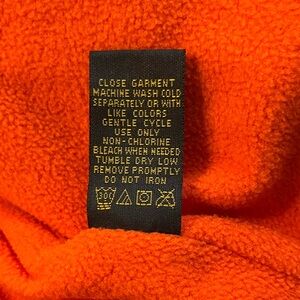 CLOSE GARMENT
MACHINE WASH COLD
SEPARATELY OR WITH
LIKE COLORS
GENTLE CYCLE
USE ONLY
NON-CHLORINE
BLEACH WHEN NEEDED
TUMBLE DRY LOW
REMOVE PROMPTLY
DO NOT IRON